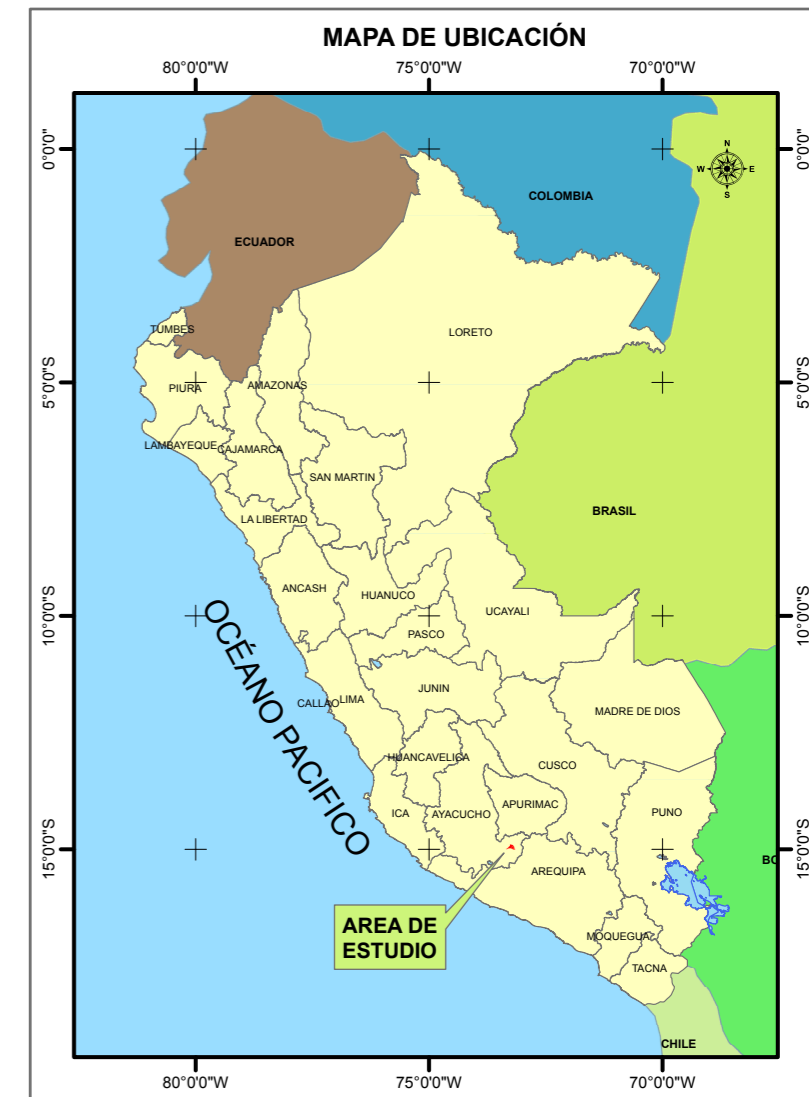 MAPA DE UBICACIÓN
80°0'0"W 75°0'0"W 70°0'0"W
0°0'0" 0°0'0"
N
W E
S
COLOMBIA
ECUADOR
TUMBES
LORETO
5°0'0"S 5°0'0"S
PIURA
AMAZONAS
LAMBAYEQUE
CAJAMARCA
SAN MARTIN
BRASIL
LA LIBERTAD
ANCASH
HUANUCO
UCAYALI
10°0'0"S 10°0'0"S
PASCO
OCÉANO PACIFICO
JUNIN
CALLAO
LIMA
MADRE DE DIOS
HUANCAVELICA
CUSCO
ICA
AYACUCHO
APURIMAC
PUNO
15°0'0"S 15°0'0"S
BO
AREQUIPA
AREA DE
ESTUDIO
MOQUEGUA
TACNA
CHILE
80°0'0"W 75°0'0"W 70°0'0"W